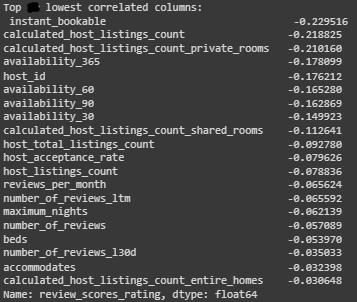 Top lowest correlated columns:
instant_bookable -0.229516
calculated_host_listings_count -0.218825
calculated_host_listings_count_private_rooms -0.210160
availability_365 -0.178099
host_id -0.176212
availability_60 -0.165280
availability_90 -0.162869
availability_30 -0.149923
calculated_host_listings_count_shared_rooms -0.112641
host_total_listings_count -0.092780
host_acceptance_rate -0.079626
host_listings_count -0.078836
reviews_per_month -0.065624
number_of_reviews_ltm -0.065592
maximum_nights -0.062139
number_of_reviews -0.057089
beds -0.053970
number_of_reviews_l30d -0.035033
accommodates -0.032398
calculated_host_listings_count_entire_homes -0.030648
Name: review_scores_rating, dtype: float64